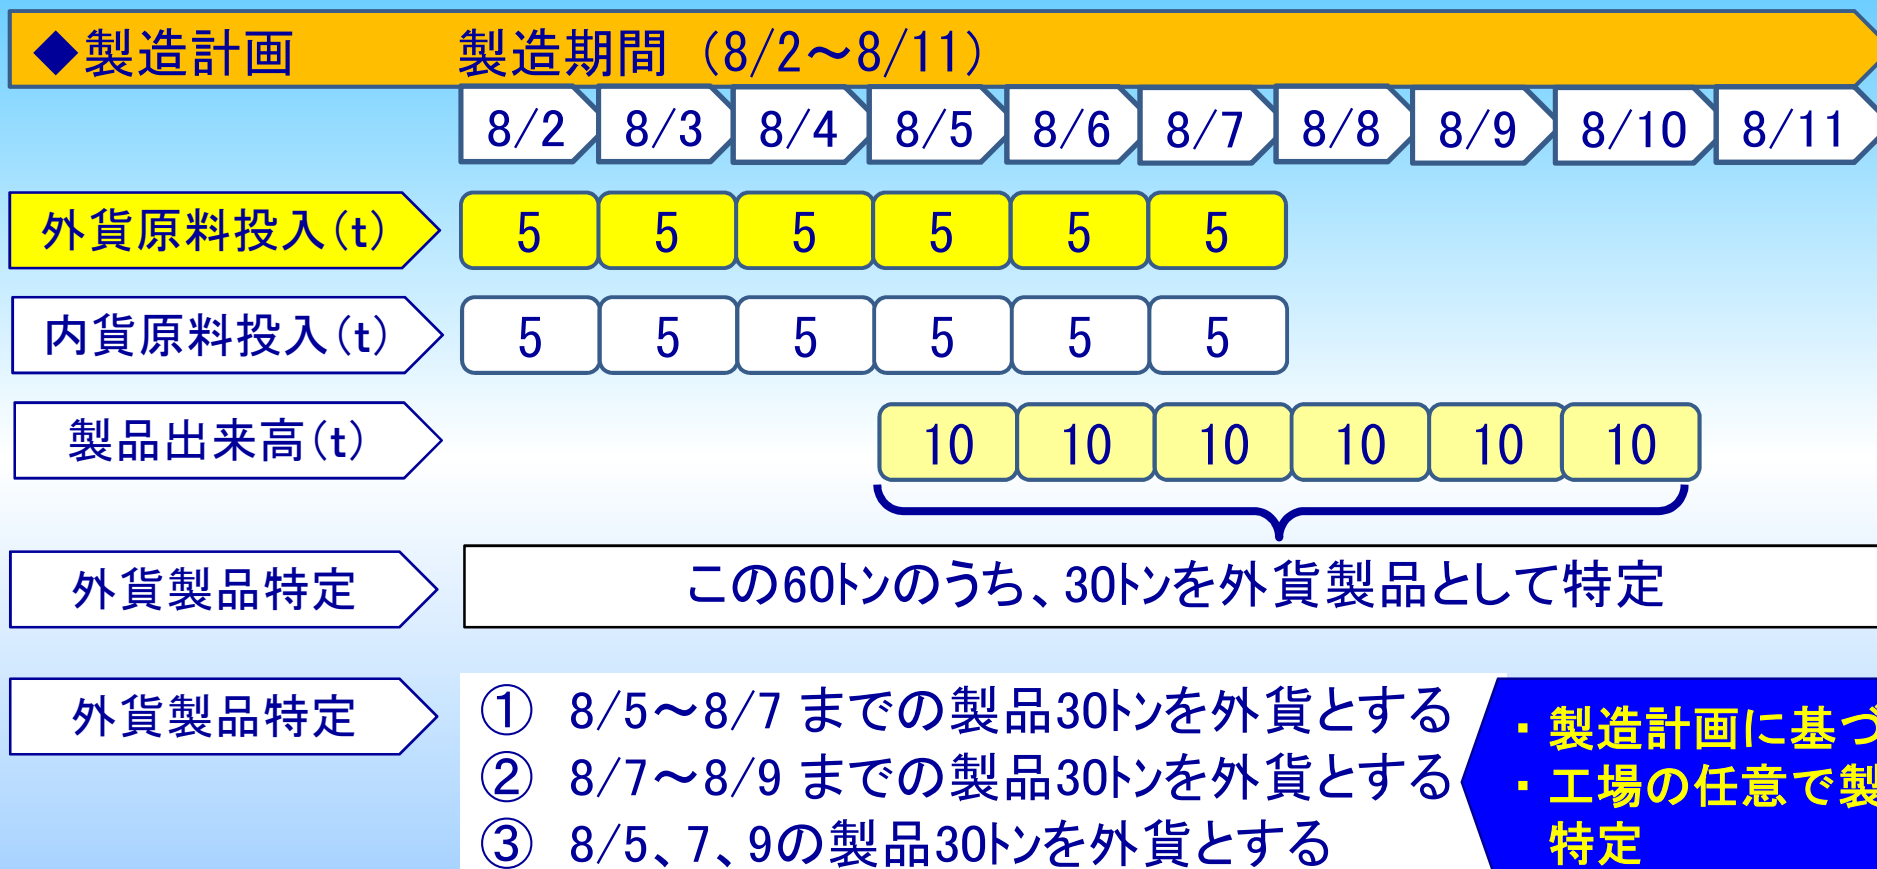 ◆製造計画 製造期間 (8/2～8/11)
8/2 8/3 8/4 8/5 8/6 8/7 8/8 8/9 8/10 8/11
外貨原料投入(t) 5 5 5 5 5 5
内貨原料投入(t) 5 5 5 5 5 5
製品出来高(t) 10 10 10 10 10 10
外貨製品特定 この60トンのうち、30トンを外貨製品として特定
外貨製品特定
① 8/5～8/7 までの製品30トンを外貨とする
② 8/7～8/9 までの製品30トンを外貨とする
③ 8/5、7、9の製品30トンを外貨とする
・製造計画に基づ
・工場の任意で製
特定